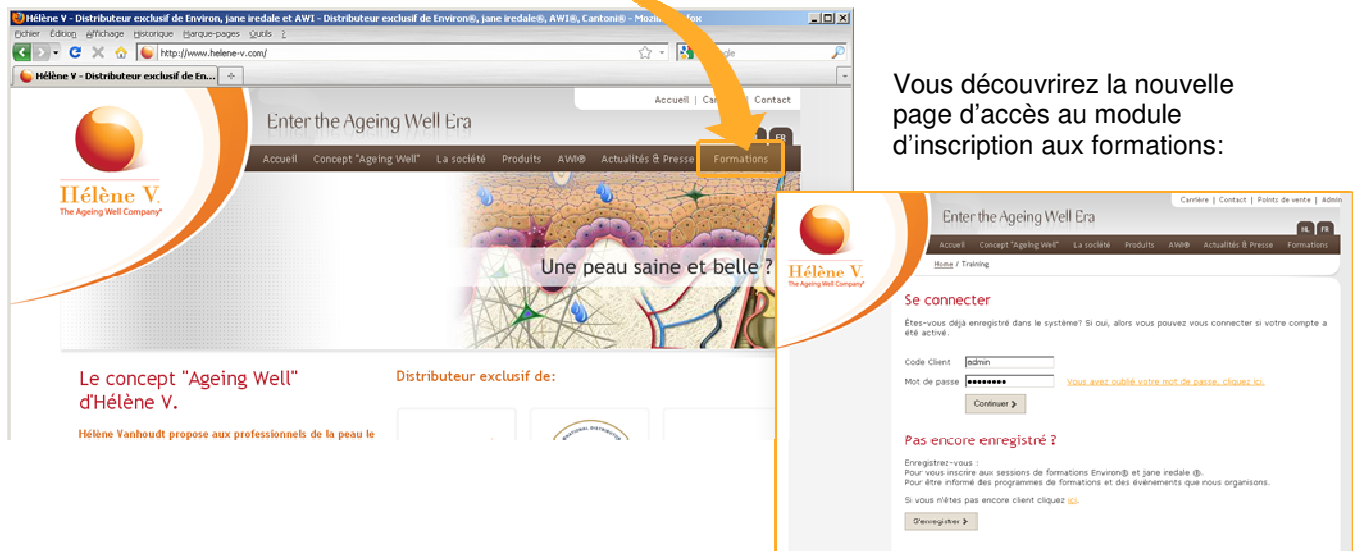 Hélène V - Distributeur exclusif de Environ, jane iredale et AWI - Distributeur exclusif de Environ®, jane iredale®, AWI®, Cantoni® - Mozilla Firefox
Fichier Édition Affichage Historique Marque-pages Outils ?
http://www.helene-v.com/
Hélène V - Distributeur exclusif de En...
Accueil | Contact
Enter the Ageing Well Era
FR
Accueil Concept "Ageing Well" La société Produits AWI® Actualités & Presse Formations
Hélène V.
The Ageing Well Company®
Une peau saine et belle ?
Le concept "Ageing Well"
d'Hélène V.
Distributeur exclusif de:
Hélène Vanhoudt propose aux professionnels de la peau le
Vous découvrirez la nouvelle
page d'accès au module
d'inscription aux formations:
Carrière | Contact | Points de vente | Admin
Enter the Ageing Well Era
NL FR
Accueil Concept "Ageing Well" La société Produits AWI® Actualités & Presse Formations
Home / Training
Hélène V.
The Ageing Well Company®
Se connecter
Êtes-vous déjà enregistré dans le système? Si oui, alors vous pouvez vous connecter si votre compte a
été activé.
Code Client admin
Mot de passe ●●●●●●●● Vous avez oublié votre mot de passe, cliquez ici.
Continuer
Pas encore enregistré ?
Enregistrez-vous :
Pour vous inscrire aux sessions de formations Environ® et jane iredale ®.
Pour être informé des programmes de formations et des événements que nous organisons.
Si vous n'êtes pas encore client cliquez ici.
S'enregistrer